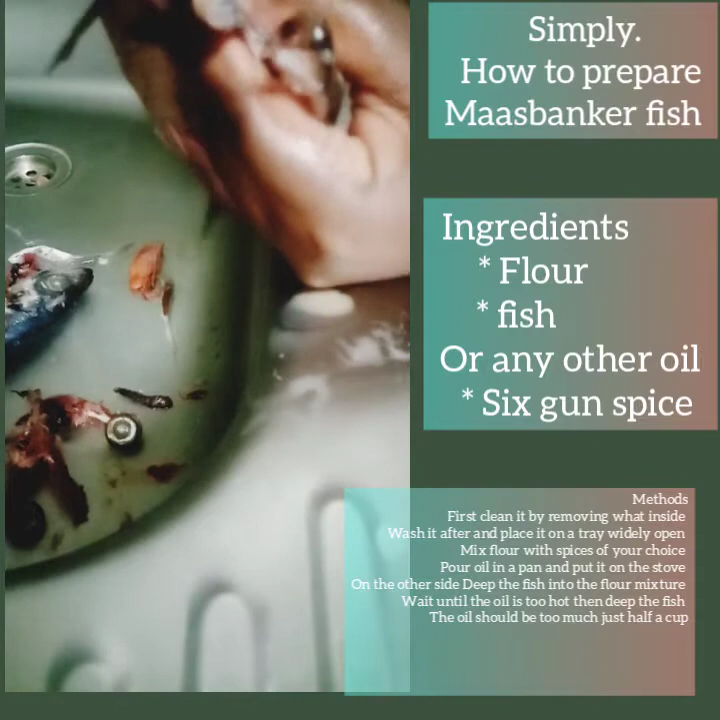 Simply.
How to prepare
Maasbanker fish
Ingredients
* Flour
* fish
Or any other oil
* Six gun spice
Methods
First clean it by removing what inside
Wash it after and place it on a tray widely open
Mix flour with spices of your choice
Pour oil in a pan and put it on the stove
On the other side Deep the fish into the flour mixture
Wait until the oil is too hot then deep the fish
The oil should be too much just half a cup